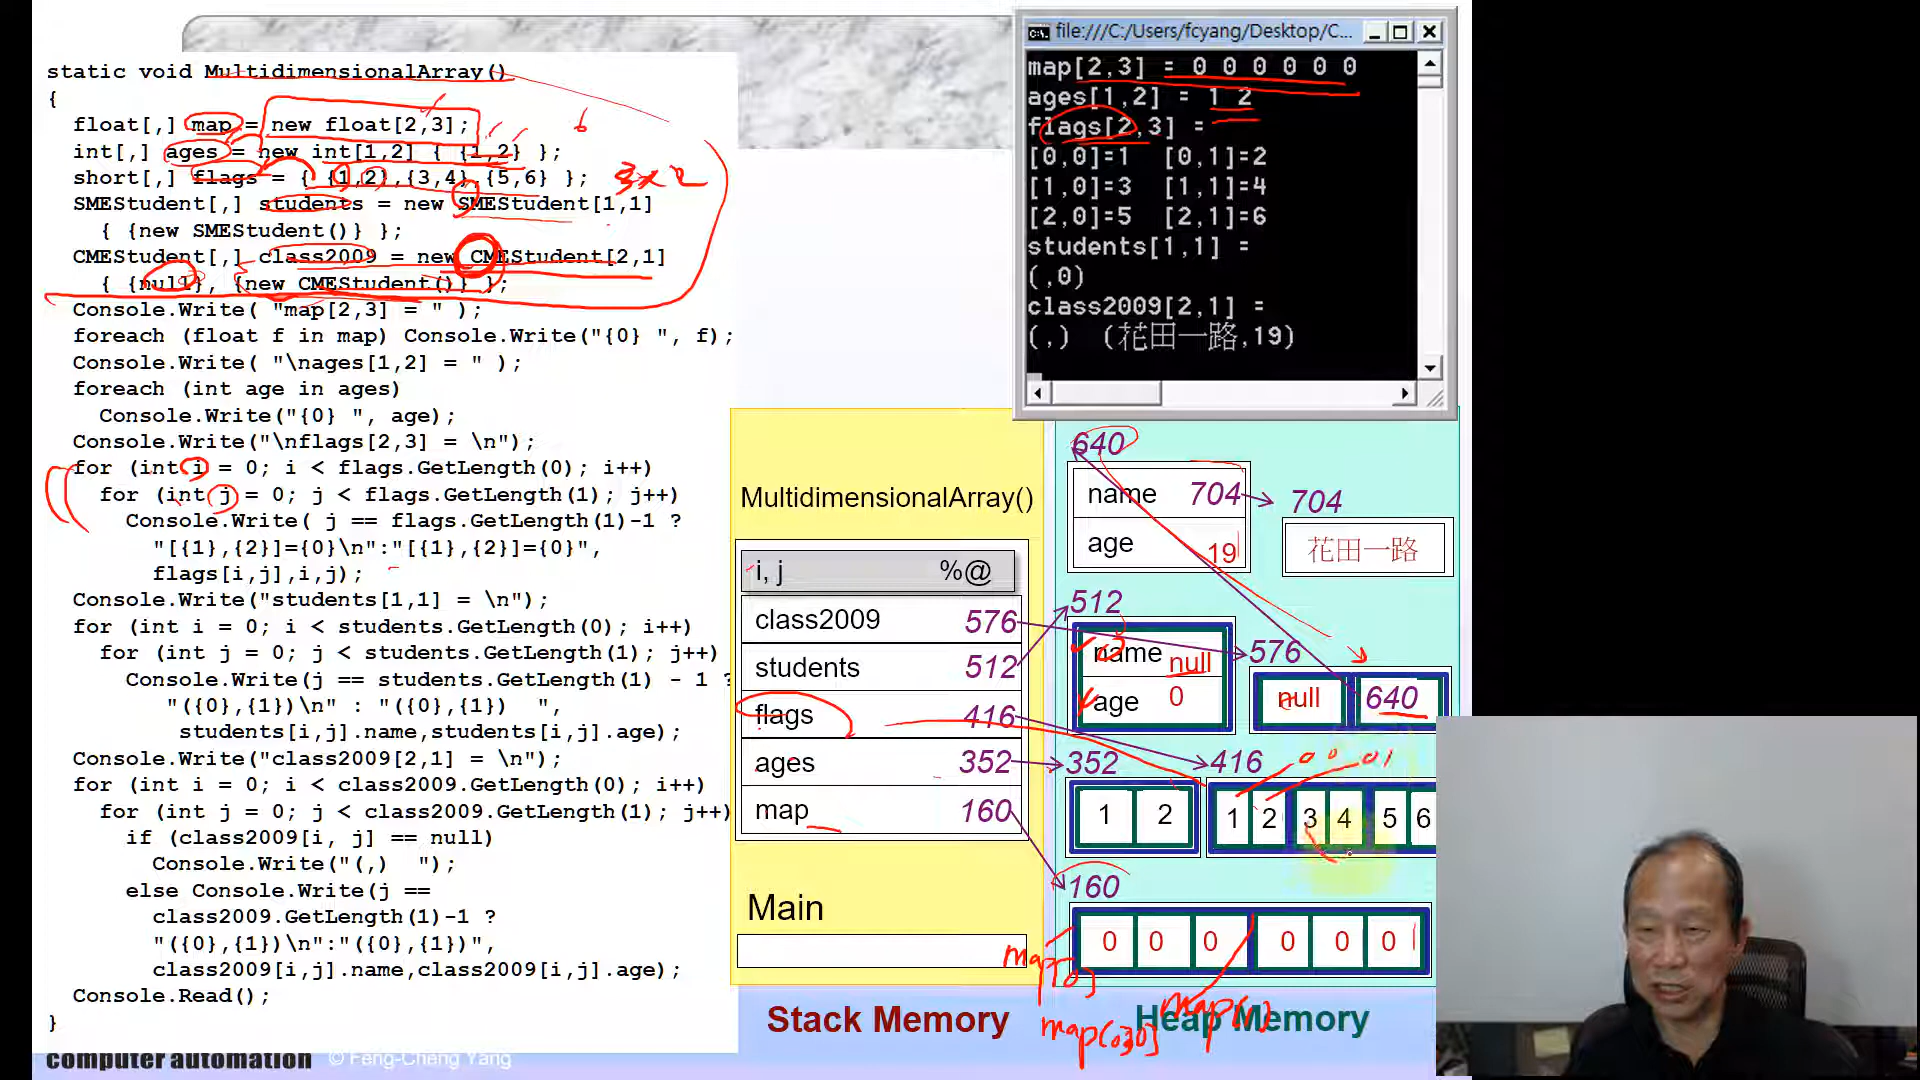 static void MultidimensionalArray()
{
float[,] map = new float[2,3];
int[,] ages = new int[1,2] { {1,2} };
short[,] flags = { {1,2},{3,4},{5,6} };
SMEStudent[,] students = new SMEStudent[1,1]
{ {new SMEStudent()} };
CMEStudent[,] class2009 = new CMEStudent[2,1]
{ {null}, {new CMEStudent()} };
Console.Write( "map[2,3] = " );
foreach (float f in map) Console.Write("{0} ", f);
Console.Write( "\nages[1,2] = " );
foreach (int age in ages)
Console.Write("{0} ", age);
Console.Write("\nflags[2,3] = \n");
for (int i = 0; i < flags.GetLength(0); i++)
for (int j = 0; j < flags.GetLength(1); j++)
Console.Write( j == flags.GetLength(1)-1 ?
"[{1},{2}]={0}\n":"[{1},{2}]={0}",
flags[i,j],i,j);
Console.Write("students[1,1] = \n");
for (int i = 0; i < students.GetLength(0); i++)
for (int j = 0; j < students.GetLength(1); j++)
Console.Write(j == students.GetLength(1) - 1 ?
"({0},{1})\n" : "({0},{1})  ",
students[i,j].name,students[i,j].age);
Console.Write("class2009[2,1] = \n");
for (int i = 0; i < class2009.GetLength(0); i++)
for (int j = 0; j < class2009.GetLength(1); j++)
if (class2009[i, j] == null)
Console.Write("(,)  ");
else Console.Write(j ==
class2009.GetLength(1)-1 ?
"({0},{1})\n":"({0},{1})",
class2009[i,j].name,class2009[i,j].age);
Console.Read();
}
6
3x2
file:///C:/Users/fcyang/Desktop/C...
map[2,3] = 0 0 0 0 0 0
ages[1,2] = 1 2
flags[2,3] =
[0,0]=1  [0,1]=2
[1,0]=3  [1,1]=4
[2,0]=5  [2,1]=6
students[1,1] =
(,0)
class2009[2,1] =
(,)  (花田一路,19)
MultidimensionalArray()
i, j %@
class2009 576
students 512
flags 416
ages 352
map 160
Main
Stack Memory
640
name 704
age 19
704
花田一路
512
name null
age 0
576
null 640
352
1 2
416
00 01
1 2 3 4 5 6
160
0 0 0 0 0 0
map[0]
map[1]
map[0,0]
Heap Memory
computer automation © Feng-Cheng Yang